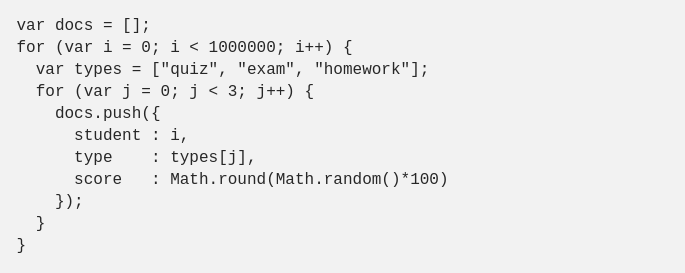 var docs = [];
for (var i = 0; i < 1000000; i++) {
  var types = ["quiz", "exam", "homework"];
  for (var j = 0; j < 3; j++) {
    docs.push({
      student : i,
      type    : types[j],
      score   : Math.round(Math.random()*100)
    });
  }
}